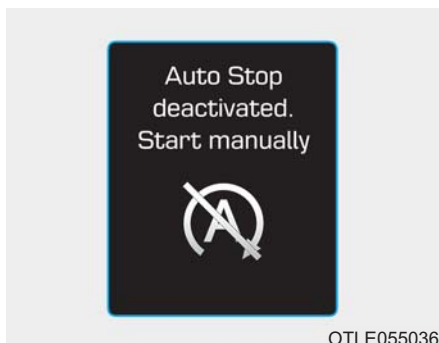 Auto Stop
deactivated.
Start manually
A
OTLE055036